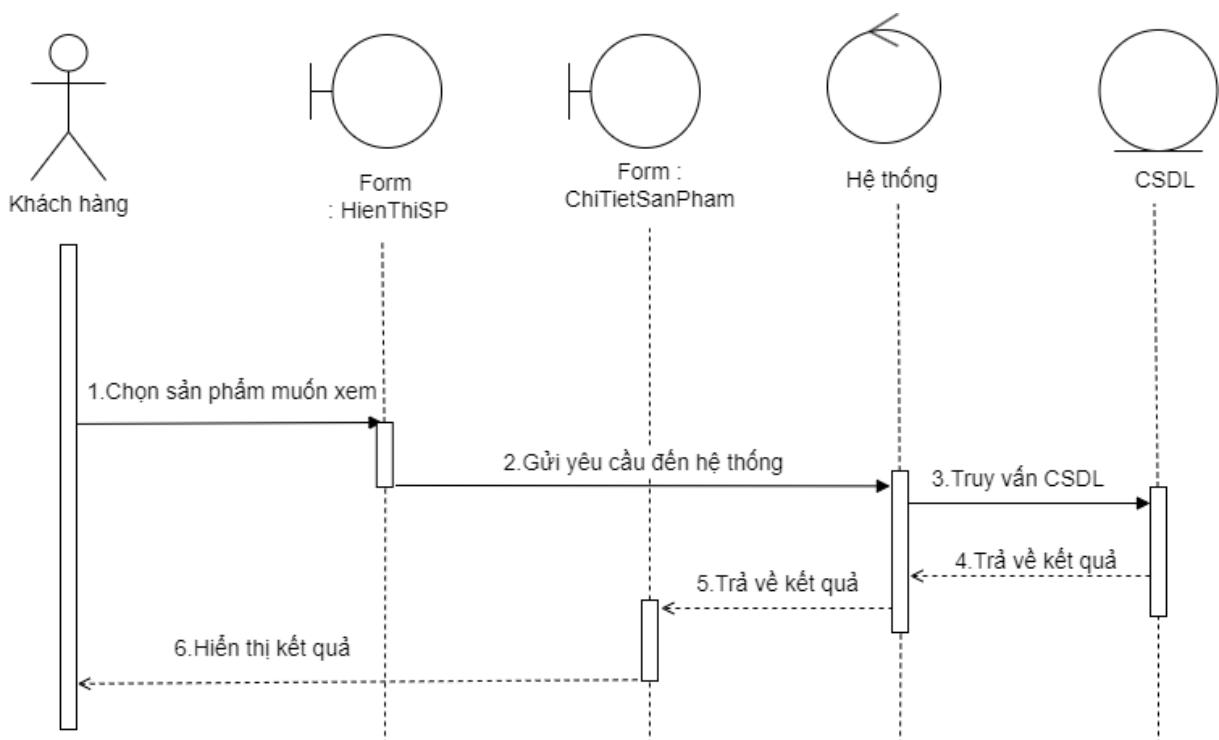 Khách hàng
Form
: HienThiSP
Form :
ChiTietSanPham
Hệ thống
CSDL
1.Chọn sản phẩm muốn xem
2.Gửi yêu cầu đến hệ thống
3.Truy vấn CSDL
4.Trả về kết quả
5.Trả về kết quả
6.Hiển thị kết quả